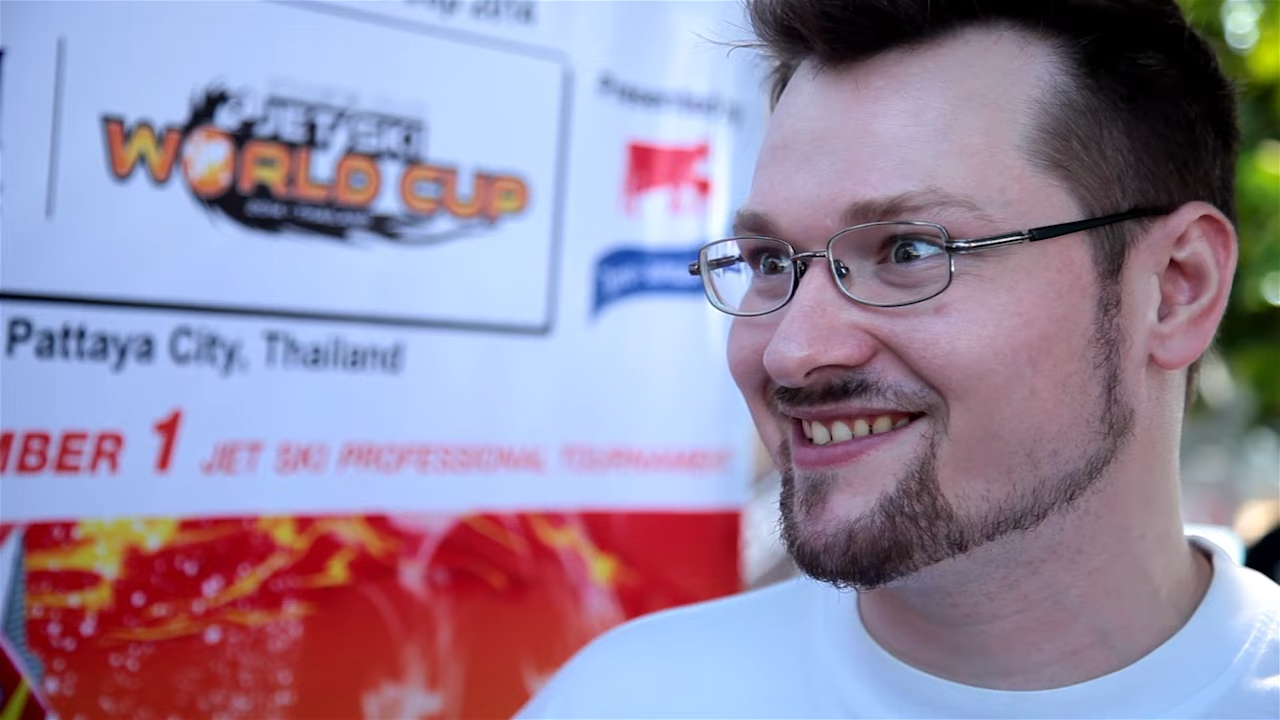 JET SKI
WORLD CUP
Pattaya City, Thailand
MBER 1 JET SKI PROFESSIONAL TOURNAMENT